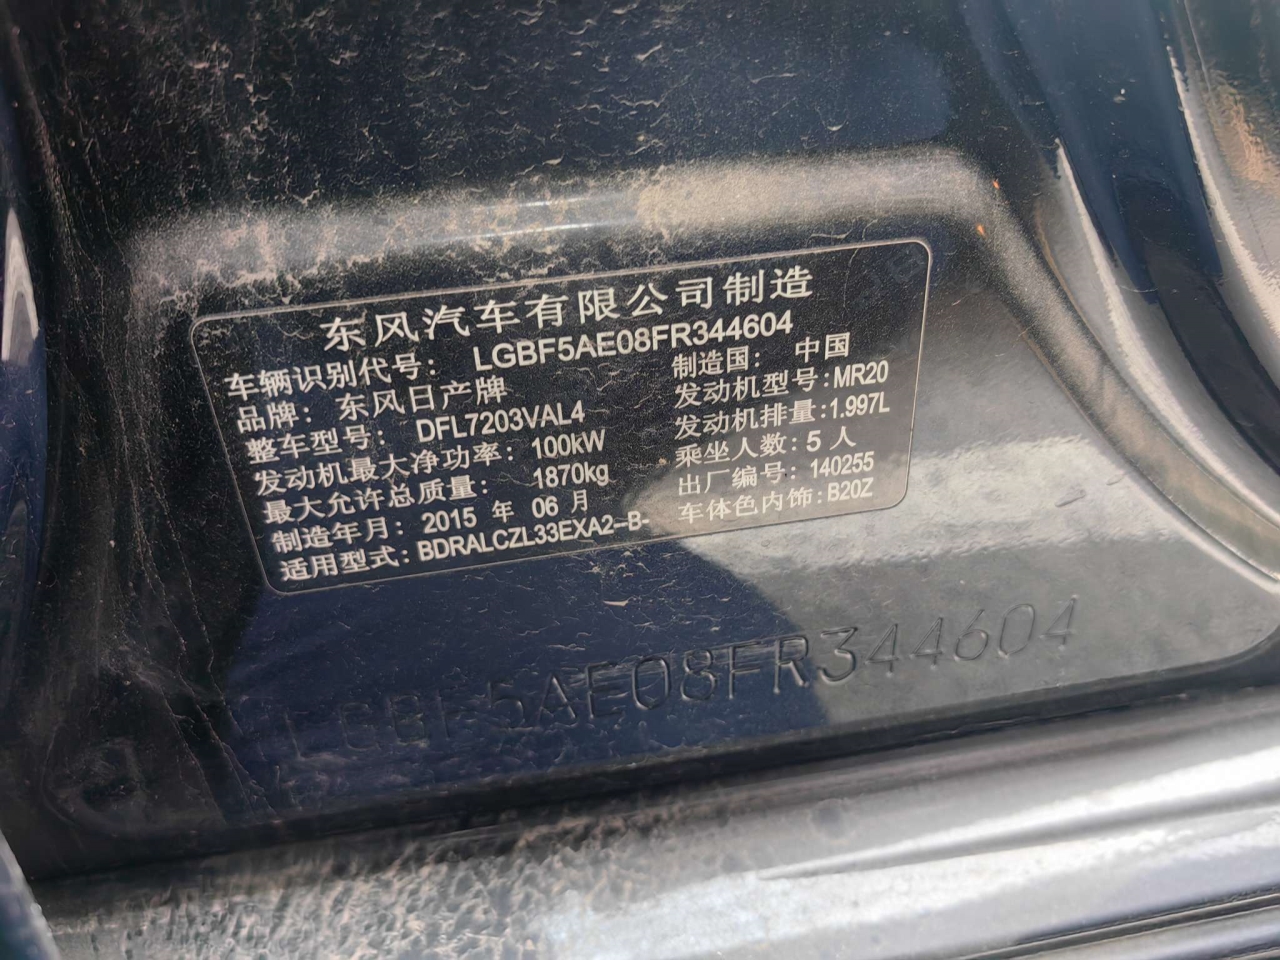 东风汽车有限公司制造
车辆识别代号： LGBF5AE08FR344604
品牌：东风日产牌 制造国： 中国
整车型号： DFL7203VAL4 发动机型号：MR20
发动机最大净功率：100kW 发动机排量：1.997L
最大允许总质量： 1870kg 乘坐人数：5 人
制造年月：2015 年 06 月 出厂编号：140255
适用型式：BDRALCZL33EXA2-B- 车体色内饰：B20Z
LGBF5AE08FR344604